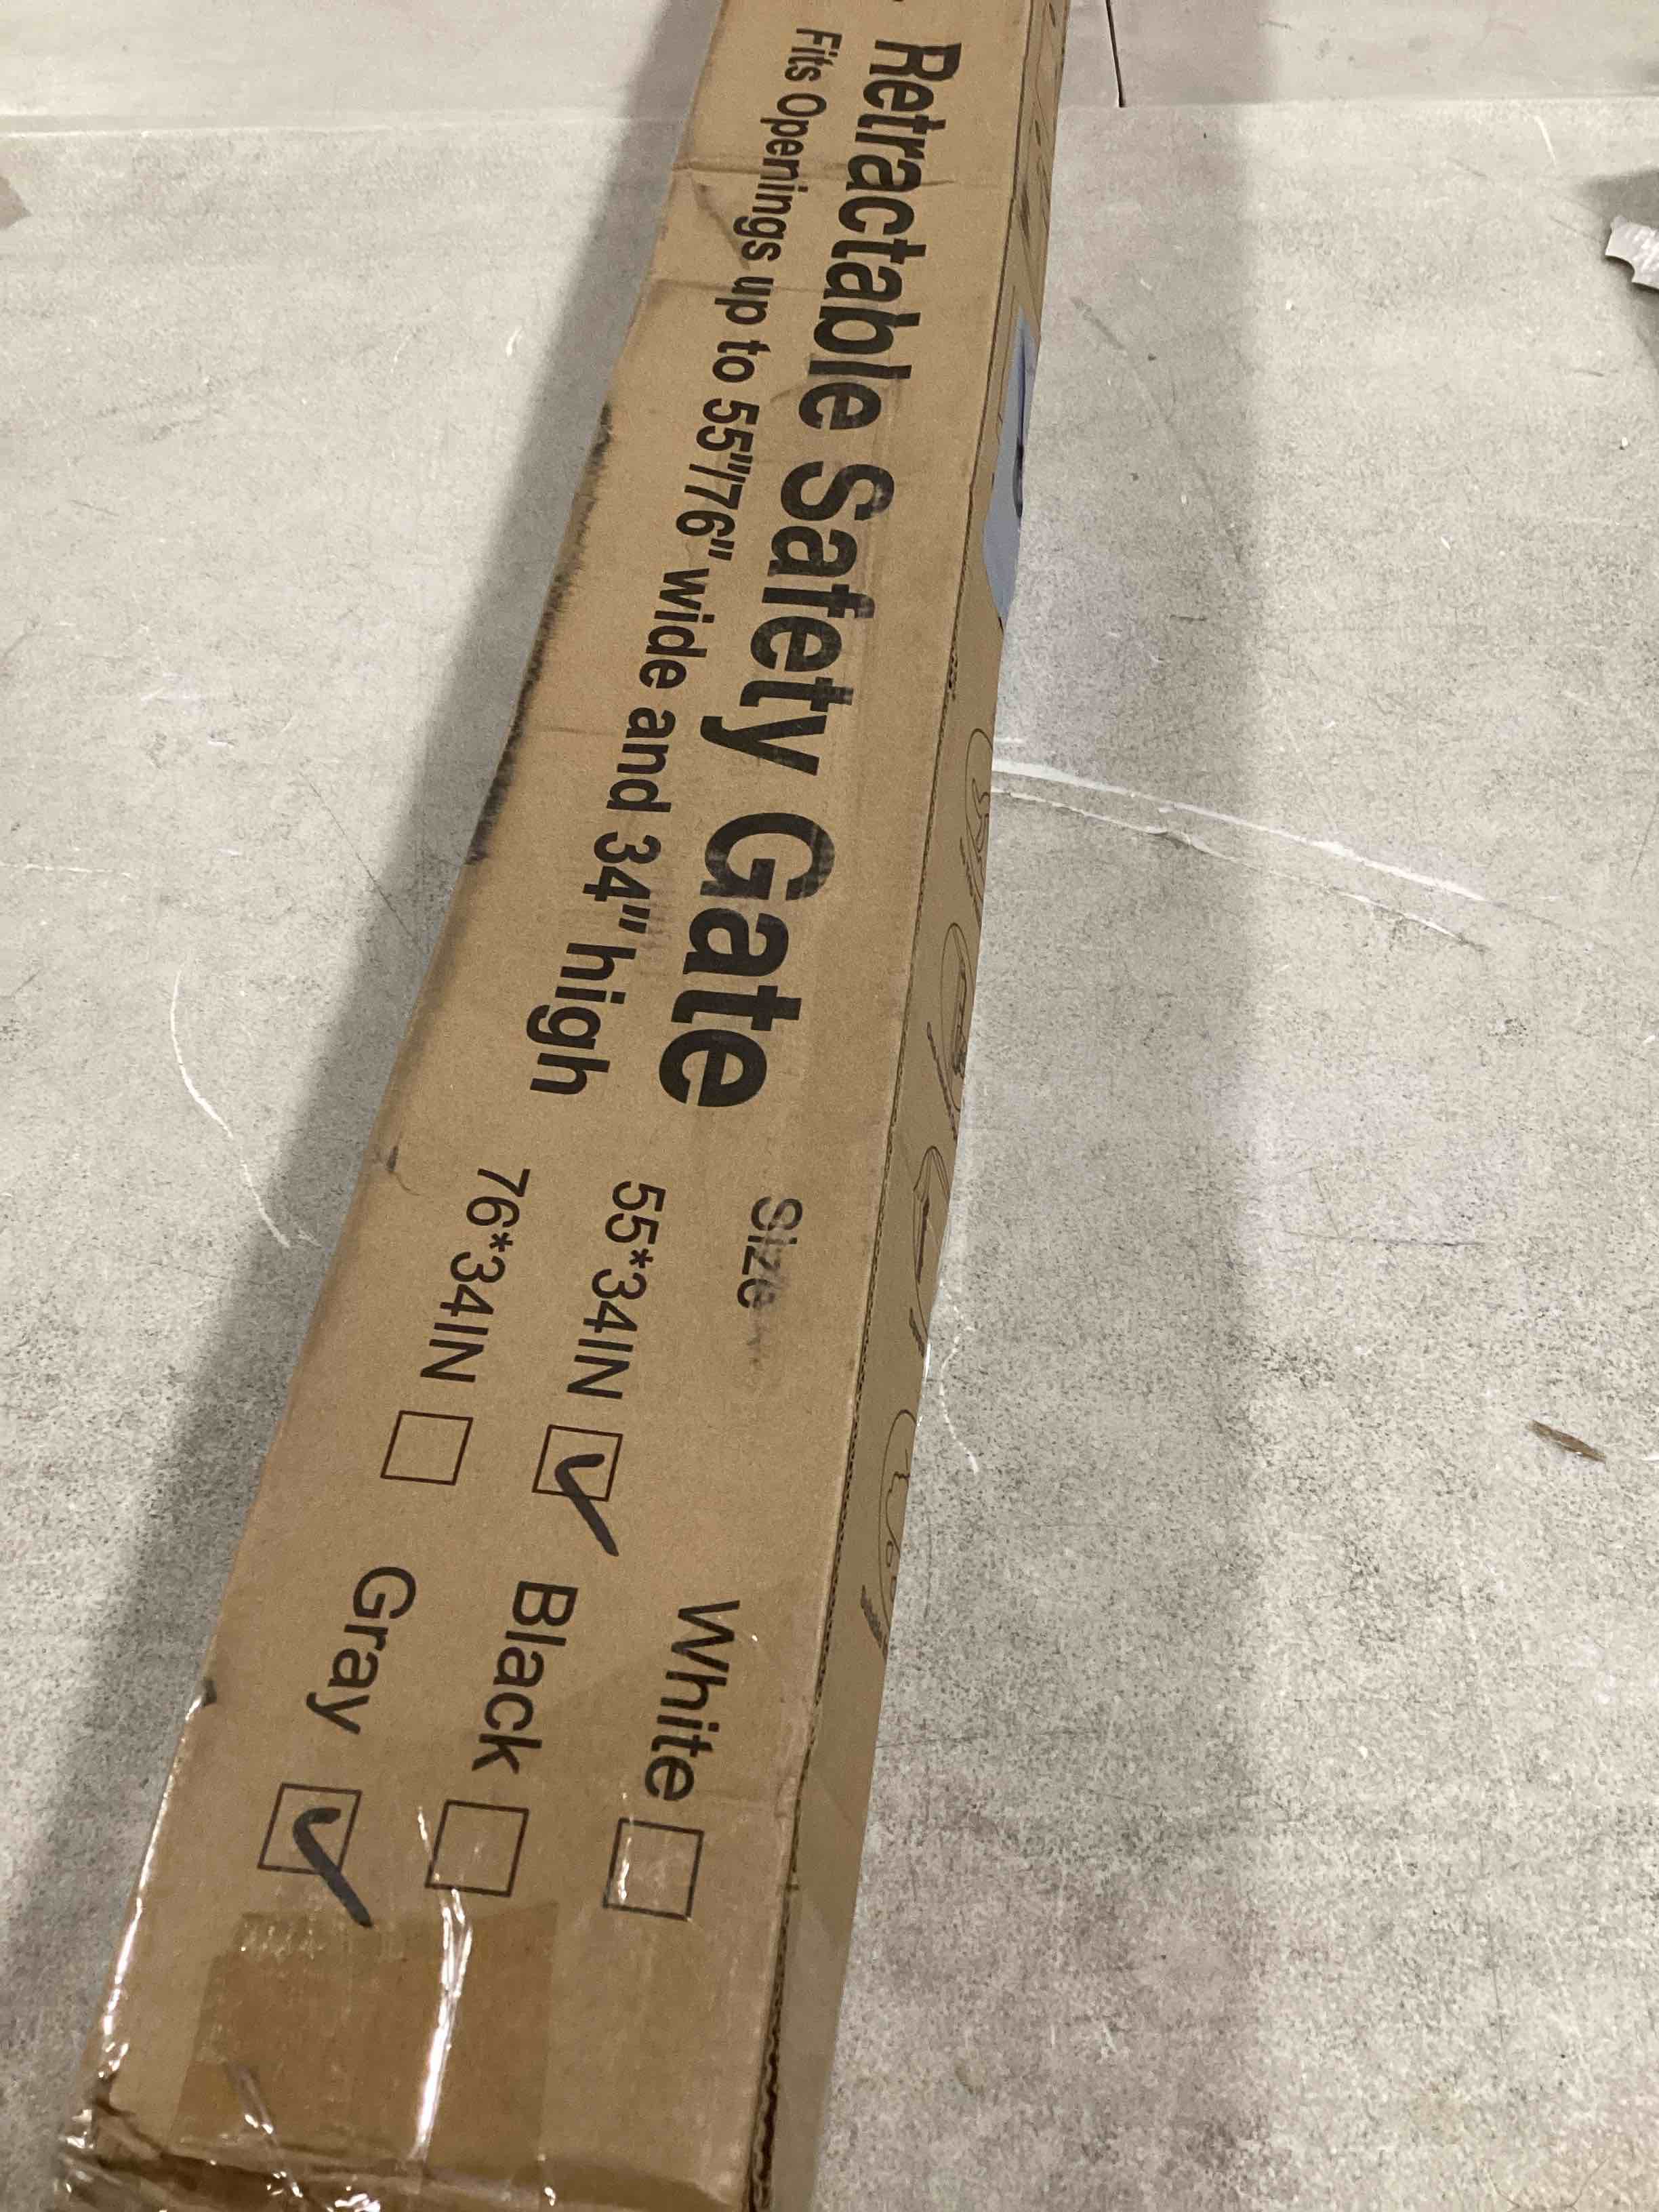 Retractable Safety Gate
Fits Openings up to 55"/76" wide and 34" high
Size
55*34IN
76*34IN
White
Black
Gray